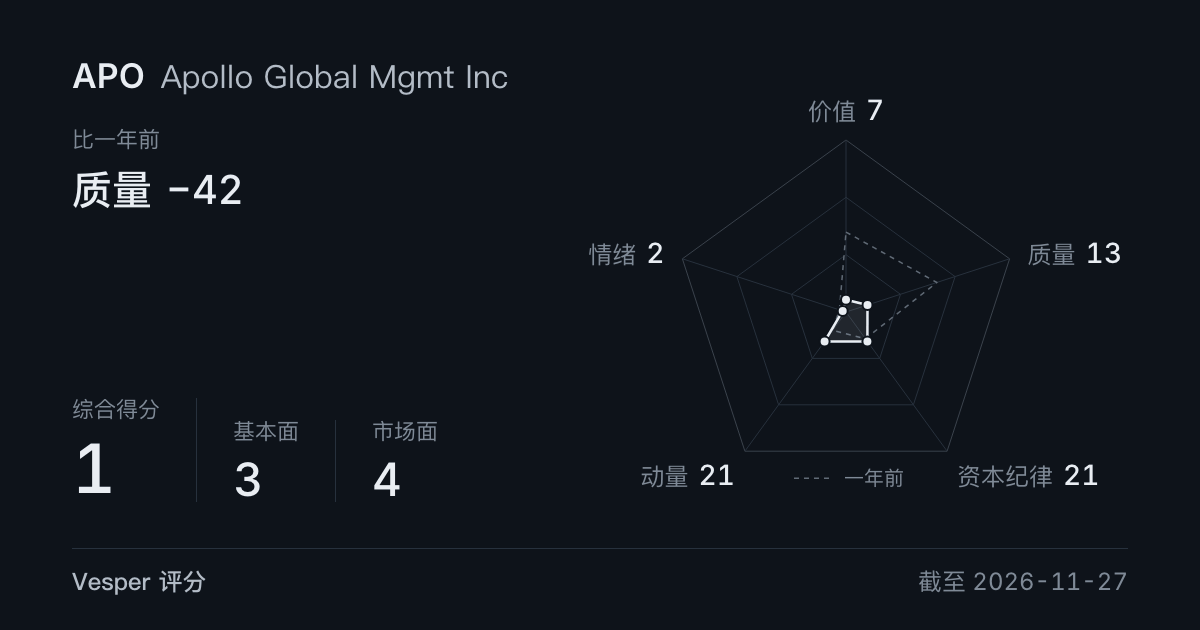 APO Apollo Global Mgmt Inc
比一年前
质量 −42
价值 7
情绪 2
质量 13
动量 21
---- 一年前
资本纪律 21
综合得分
1
基本面
3
市场面
4
Vesper 评分
截至 2026-11-27